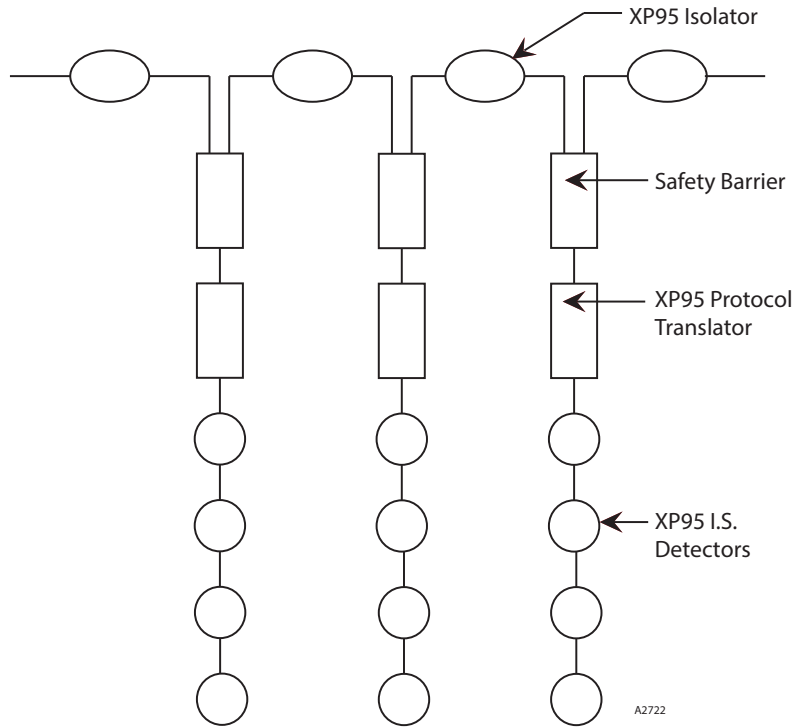 XP95 Isolator
Safety Barrier
XP95 Protocol
Translator
XP95 I.S.
Detectors
A2722